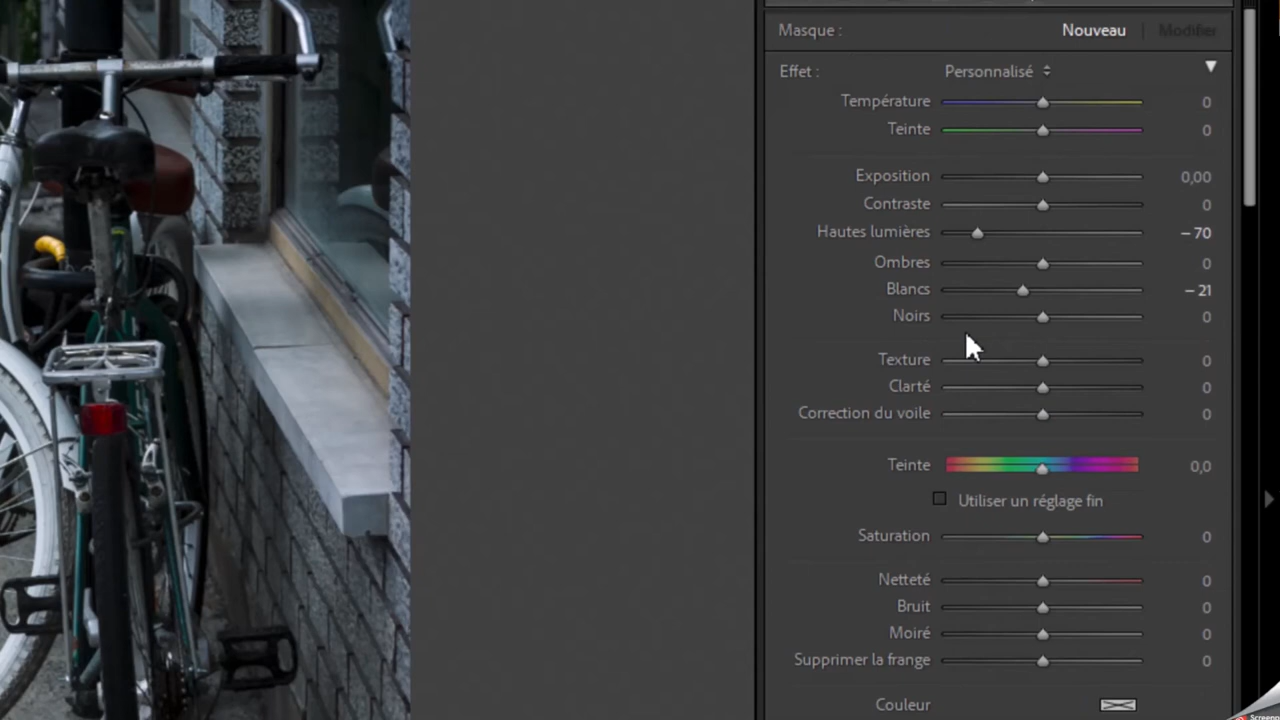 Masque : Nouveau Modifier
Effet : Personnalisé
Température 0
Teinte 0
Exposition 0,00
Contraste 0
Hautes lumières – 70
Ombres 0
Blancs – 21
Noirs 0
Texture 0
Clarté 0
Correction du voile 0
Teinte 0,0
Utiliser un réglage fin
Saturation 0
Netteté 0
Bruit 0
Moiré 0
Supprimer la frange 0
Couleur